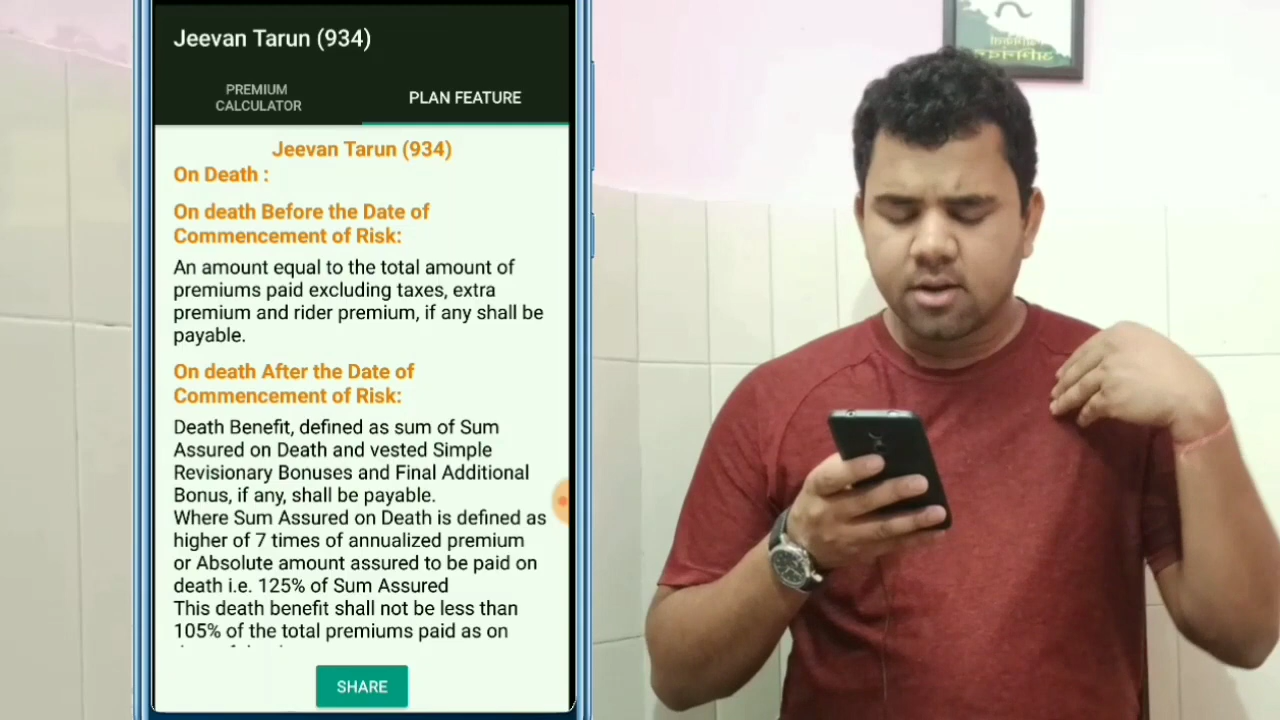 Jeevan Tarun (934)
PREMIUM
CALCULATOR
PLAN FEATURE
Jeevan Tarun (934)
On Death :
On death Before the Date of
Commencement of Risk:
An amount equal to the total amount of
premiums paid excluding taxes, extra
premium and rider premium, if any shall be
payable.
On death After the Date of
Commencement of Risk:
Death Benefit, defined as sum of Sum
Assured on Death and vested Simple
Revisionary Bonuses and Final Additional
Bonus, if any, shall be payable.
Where Sum Assured on Death is defined as
higher of 7 times of annualized premium
or Absolute amount assured to be paid on
death i.e. 125% of Sum Assured
This death benefit shall not be less than
105% of the total premiums paid as on
SHARE